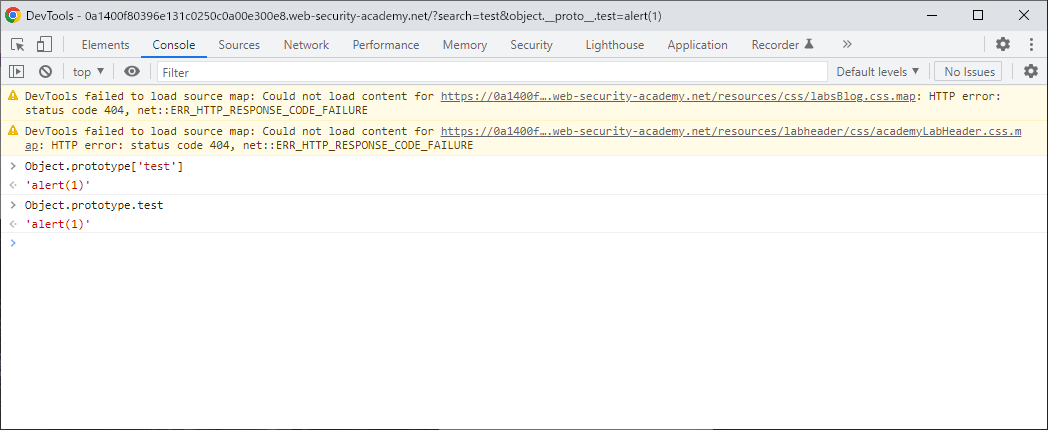 DevTools - 0a1400f80396e131c0250c0a00e300e8.web-security-academy.net/?search=test&object.__proto__.test=alert(1)
Elements Console Sources Network Performance Memory Security Lighthouse Application Recorder
top Filter Default levels No Issues
DevTools failed to load source map: Could not load content for https://0a1400f….web-security-academy.net/resources/css/labsBlog.css.map: HTTP error:
status code 404, net::ERR_HTTP_RESPONSE_CODE_FAILURE
DevTools failed to load source map: Could not load content for https://0a1400f….web-security-academy.net/resources/labheader/css/academyLabHeader.css.m
ap: HTTP error: status code 404, net::ERR_HTTP_RESPONSE_CODE_FAILURE
Object.prototype['test']
'alert(1)'
Object.prototype.test
'alert(1)'